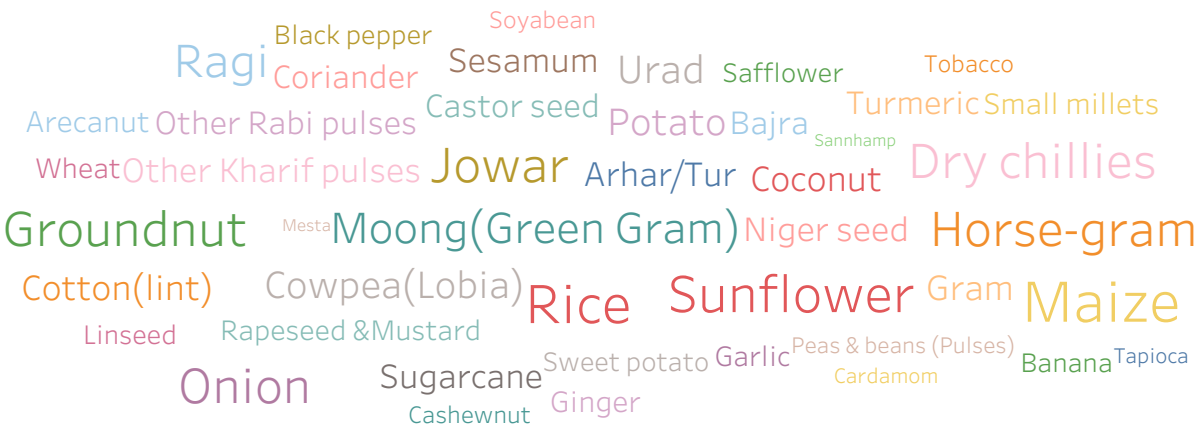 Soyabean
Black pepper
Ragi
Coriander
Sesamum
Urad
Safflower
Tobacco
Castor seed
Turmeric
Small millets
Arecanut
Other Rabi pulses
Potato
Bajra
Sannhamp
Wheat
Other Kharif pulses
Jowar
Arhar/Tur
Coconut
Dry chillies
Groundnut
Mesta
Moong(Green Gram)
Niger seed
Horse-gram
Cotton(lint)
Cowpea(Lobia)
Rice
Sunflower
Gram
Maize
Linseed
Rapeseed &Mustard
Onion
Sugarcane
Sweet potato
Garlic
Peas & beans (Pulses)
Banana
Tapioca
Cardamom
Cashewnut
Ginger